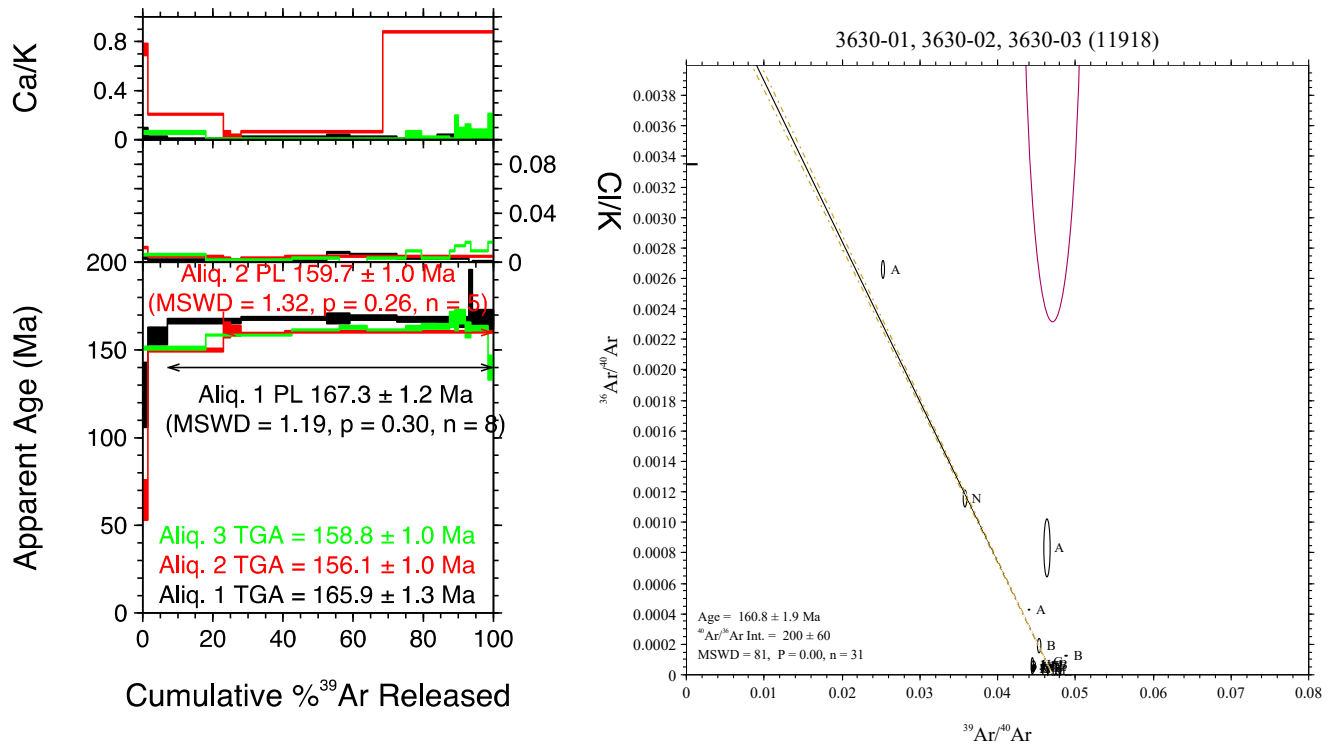 Ca/K
0.8
0.4
0
0.08
0.04
0
Cl/K
200
150
100
50
0
Apparent Age (Ma)
Aliq. 2 PL 159.7 ± 1.0 Ma
(MSWD = 1.32, p = 0.26, n = 5)
Aliq. 1 PL 167.3 ± 1.2 Ma
(MSWD = 1.19, p = 0.30, n = 8)
Aliq. 3 TGA = 158.8 ± 1.0 Ma
Aliq. 2 TGA = 156.1 ± 1.0 Ma
Aliq. 1 TGA = 165.9 ± 1.3 Ma
0 20 40 60 80 100
Cumulative %³⁹Ar Released
3630-01, 3630-02, 3630-03 (11918)
0.0038
0.0036
0.0034
0.0032
0.0030
0.0028
0.0026
0.0024
0.0022
0.0020
0.0018
0.0016
0.0014
0.0012
0.0010
0.0008
0.0006
0.0004
0.0002
0
³⁶Ar/⁴⁰Ar
A
N
A
A
B
B
Age = 160.8 ± 1.9 Ma
⁴⁰Ar/³⁶Ar Int. = 200 ± 60
MSWD = 81, P = 0.00, n = 31
0 0.01 0.02 0.03 0.04 0.05 0.06 0.07 0.08
³⁹Ar/⁴⁰Ar